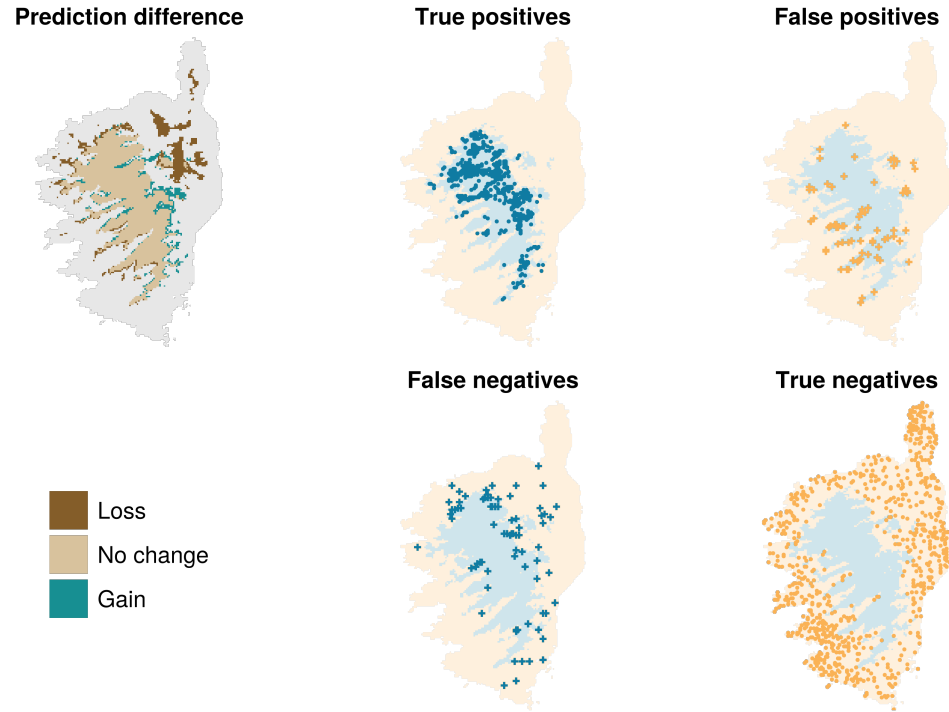 Prediction difference
True positives
False positives
False negatives
True negatives
Loss
No change
Gain